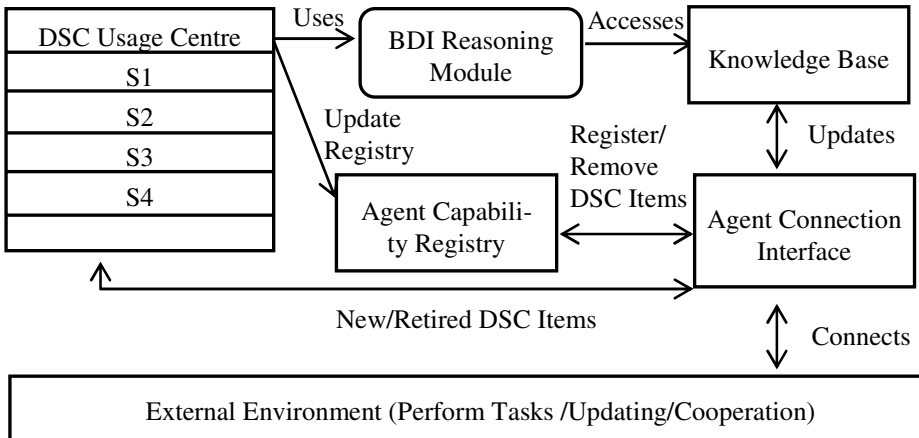 DSC Usage Centre
S1
S2
S3
S4
Uses
BDI Reasoning
Module
Accesses
Knowledge Base
Update
Registry
Register/
Remove
DSC Items
Updates
Agent Capabili-
ty Registry
Agent Connection
Interface
New/Retired DSC Items
Connects
External Environment (Perform Tasks /Updating/Cooperation)